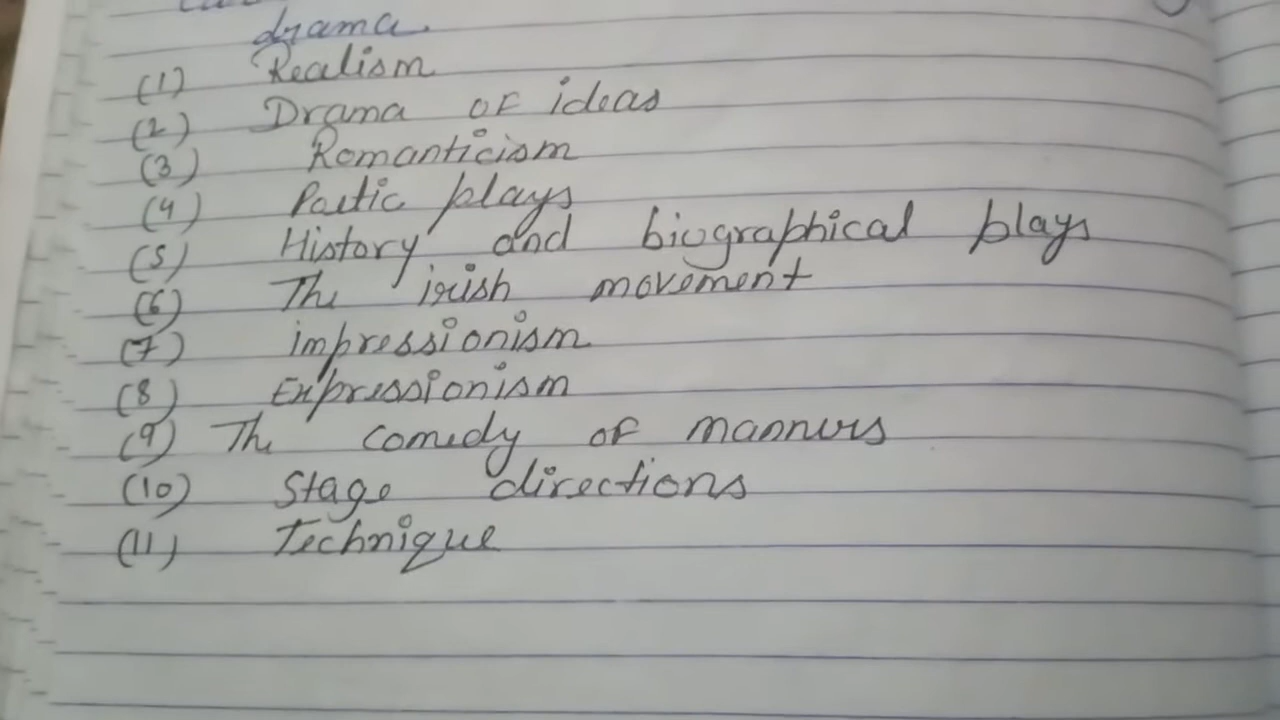 drama.
(1) Realism
(2) Drama of ideas
(3) Romanticism
(4) Poetic plays
(5) History and biographical plays
(6) The irish movement
(7) impressionism
(8) Expressionism
(9) The comedy of manners
(10) Stage directions
(11) Technique